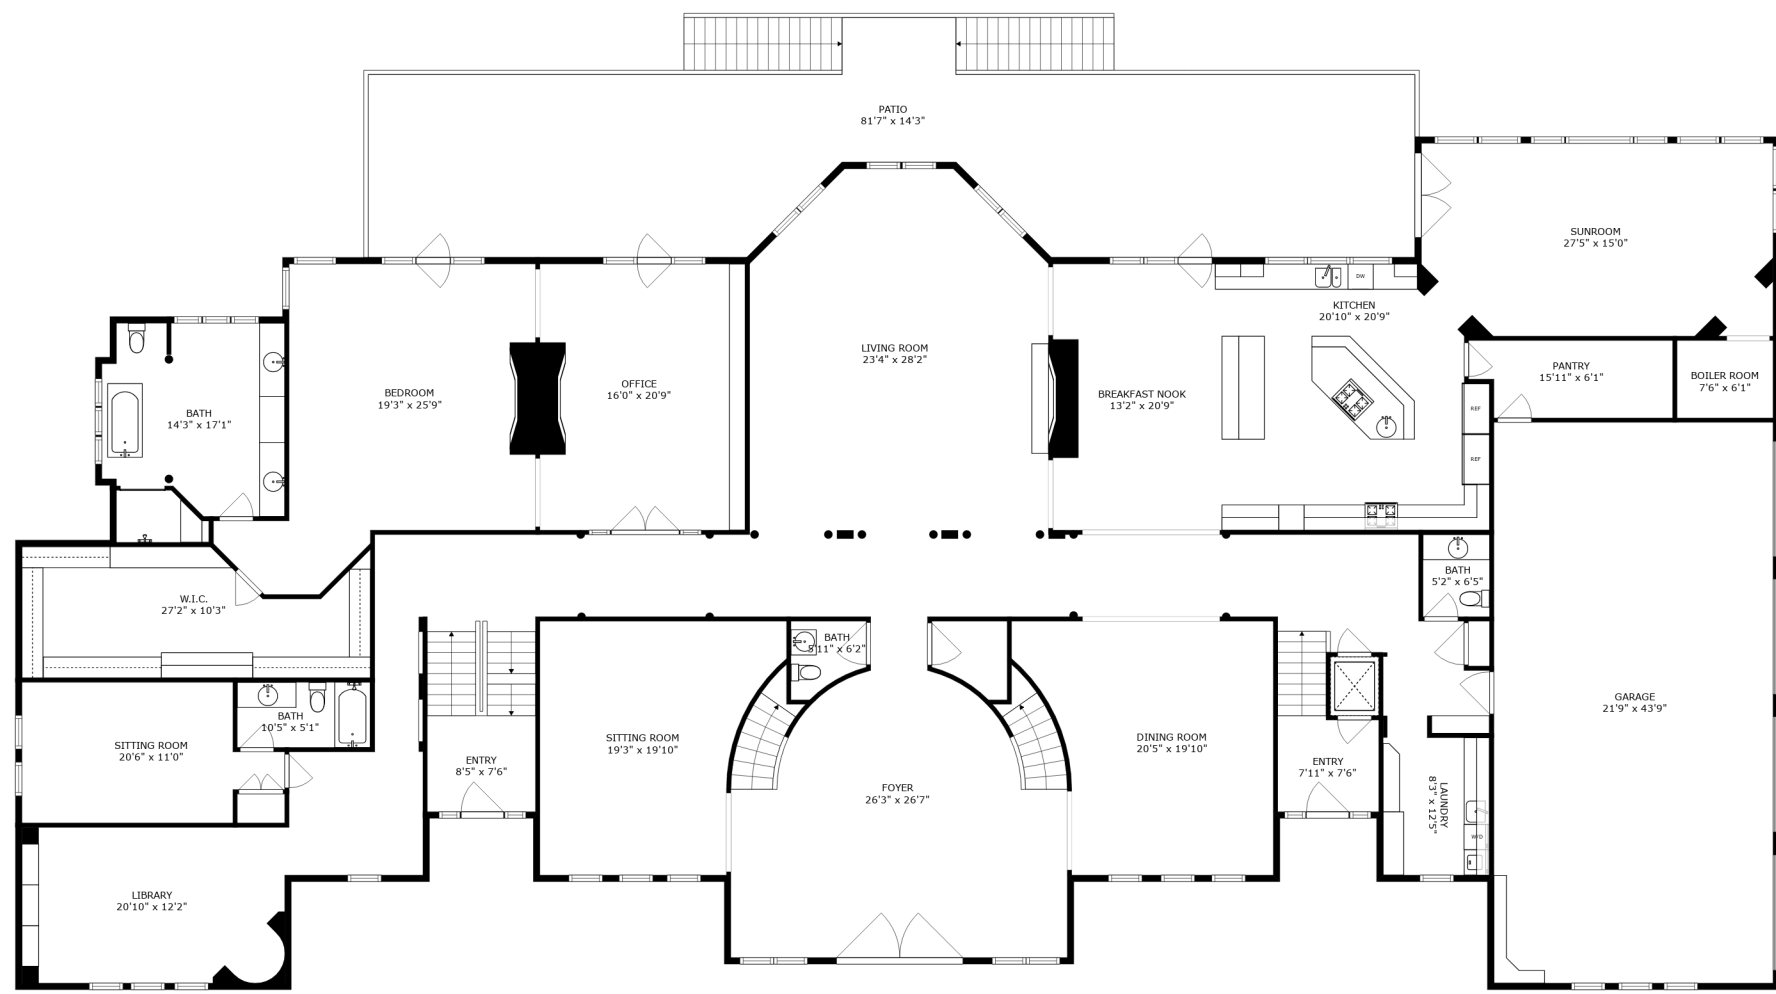 PATIO
81'7" x 14'3"
SUNROOM
27'5" x 15'0"
DW
KITCHEN
20'10" x 20'9"
LIVING ROOM
23'4" x 28'2"
PANTRY
15'11" x 6'1"
BOILER ROOM
7'6" x 6'1"
OFFICE
16'0" x 20'9"
BEDROOM
19'3" x 25'9"
BREAKFAST NOOK
13'2" x 20'9"
BATH
14'3" x 17'1"
REF
REF
BATH
5'2" x 6'5"
W.I.C.
27'2" x 10'3"
BATH
5'11" x 6'2"
GARAGE
21'9" x 43'9"
BATH
10'5" x 5'1"
SITTING ROOM
20'6" x 11'0"
SITTING ROOM
19'3" x 19'10"
DINING ROOM
20'5" x 19'10"
ENTRY
8'5" x 7'6"
ENTRY
7'11" x 7'6"
FOYER
26'3" x 26'7"
LAUNDRY
8'3" x 12'5"
W/D
LIBRARY
20'10" x 12'2"